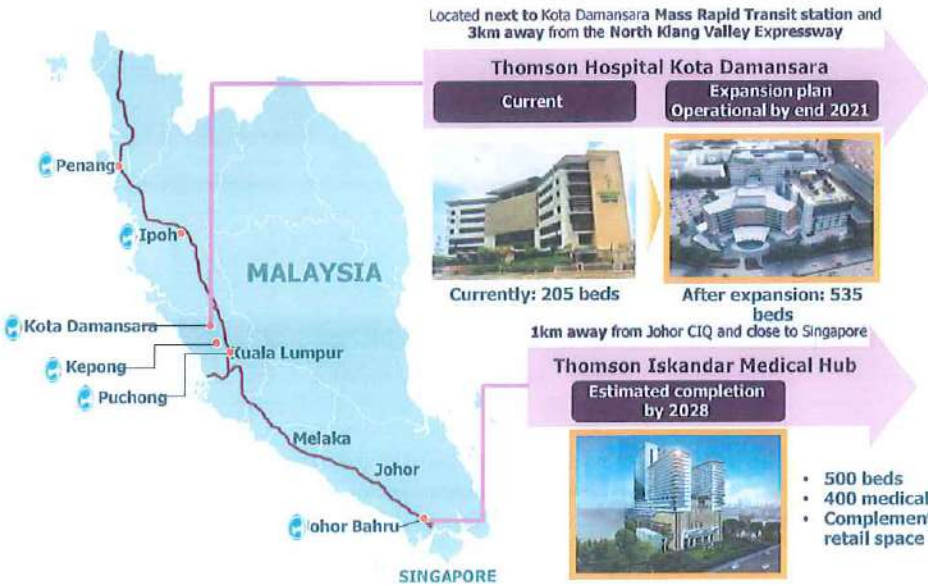 Located next to Kota Damansara Mass Rapid Transit station and
3km away from the North Klang Valley Expressway
Thomson Hospital Kota Damansara
Current
Expansion plan
Operational by end 2021
Currently: 205 beds
After expansion: 535
beds
1km away from Johor CIQ and close to Singapore
Thomson Iskandar Medical Hub
Estimated completion
by 2028
• 500 beds
• 400 medical
• Complement
retail space
Penang
Ipoh
MALAYSIA
Kota Damansara
Kepong
Kuala Lumpur
Puchong
Melaka
Johor
Johor Bahru
SINGAPORE